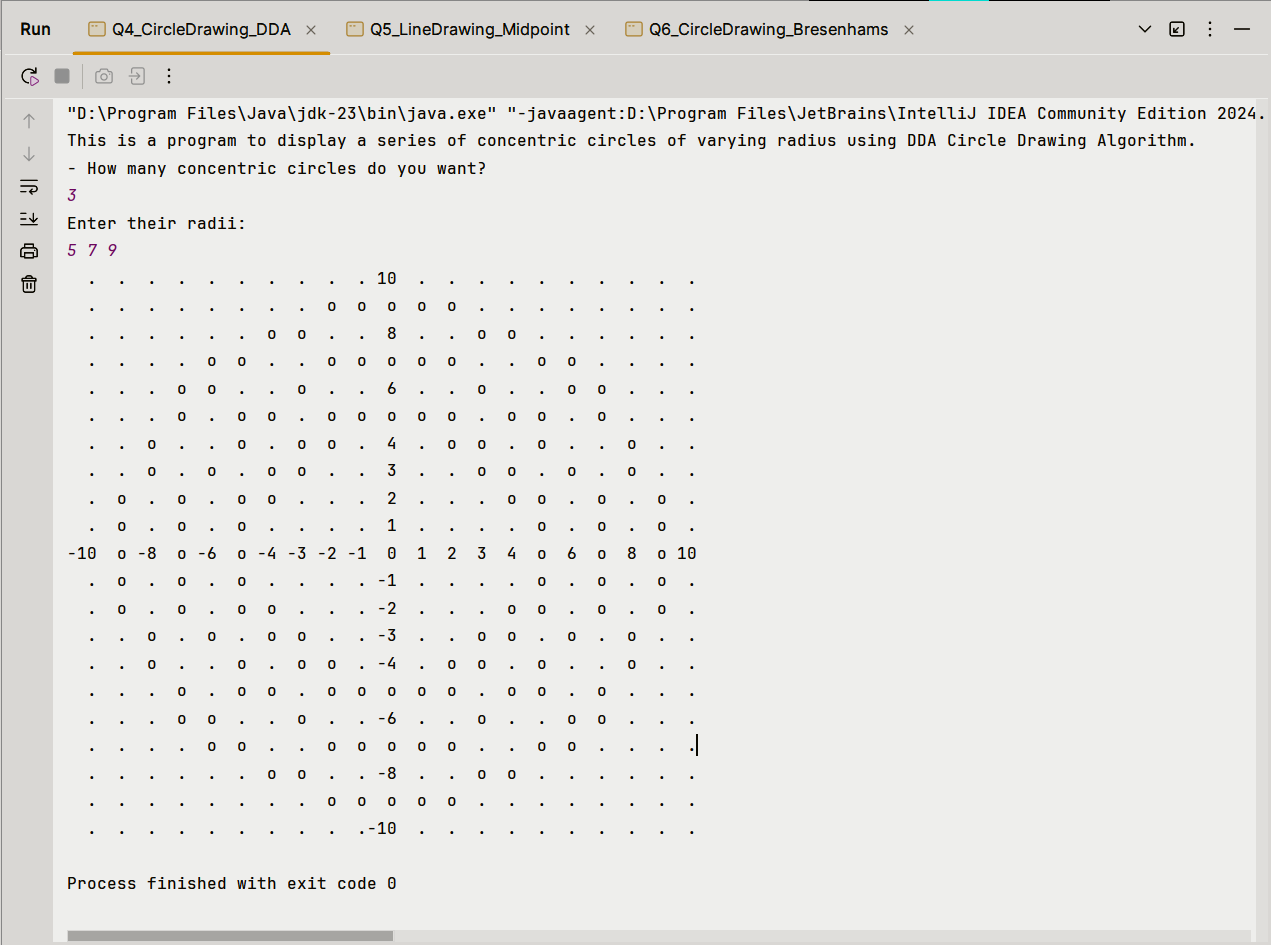 Run Q4_CircleDrawing_DDA Q5_LineDrawing_Midpoint Q6_CircleDrawing_Bresenhams
"D:\Program Files\Java\jdk-23\bin\java.exe" "-javaagent:D:\Program Files\JetBrains\IntelliJ IDEA Community Edition 2024.
This is a program to display a series of concentric circles of varying radius using DDA Circle Drawing Algorithm.
- How many concentric circles do you want?
3
Enter their radii:
5 7 9
  .  .  .  .  .  .  .  .  .  . 10  .  .  .  .  .  .  .  .  .  .
  .  .  .  .  .  .  .  .  o  o  o  o  o  .  .  .  .  .  .  .  .
  .  .  .  .  .  .  o  o  .  .  8  .  .  o  o  .  .  .  .  .  .
  .  .  .  .  o  o  .  .  o  o  o  o  o  .  .  o  o  .  .  .  .
  .  .  .  o  o  .  .  o  .  .  6  .  .  o  .  .  o  o  .  .  .
  .  .  .  o  .  o  o  .  o  o  o  o  o  .  o  o  .  o  .  .  .
  .  .  o  .  .  o  .  o  o  .  4  .  o  o  .  o  .  .  o  .  .
  .  .  o  .  o  .  o  o  .  .  3  .  .  o  o  .  o  .  o  .  .
  .  o  .  o  .  o  o  .  .  .  2  .  .  .  o  o  .  o  .  o  .
  .  o  .  o  .  o  .  .  .  .  1  .  .  .  .  o  .  o  .  o  .
-10  o -8  o -6  o -4 -3 -2 -1  0  1  2  3  4  o  6  o  8  o 10
  .  o  .  o  .  o  .  .  .  . -1  .  .  .  .  o  .  o  .  o  .
  .  o  .  o  .  o  o  .  .  . -2  .  .  .  o  o  .  o  .  o  .
  .  .  o  .  o  .  o  o  .  . -3  .  .  o  o  .  o  .  o  .  .
  .  .  o  .  .  o  .  o  o  . -4  .  o  o  .  o  .  .  o  .  .
  .  .  .  o  .  o  o  .  o  o  o  o  o  .  o  o  .  o  .  .  .
  .  .  .  o  o  .  .  o  .  . -6  .  .  o  .  .  o  o  .  .  .
  .  .  .  .  o  o  .  .  o  o  o  o  o  .  .  o  o  .  .  .  .
  .  .  .  .  .  .  o  o  .  . -8  .  .  o  o  .  .  .  .  .  .
  .  .  .  .  .  .  .  .  o  o  o  o  o  .  .  .  .  .  .  .  .
  .  .  .  .  .  .  .  .  .  .-10  .  .  .  .  .  .  .  .  .  .
Process finished with exit code 0